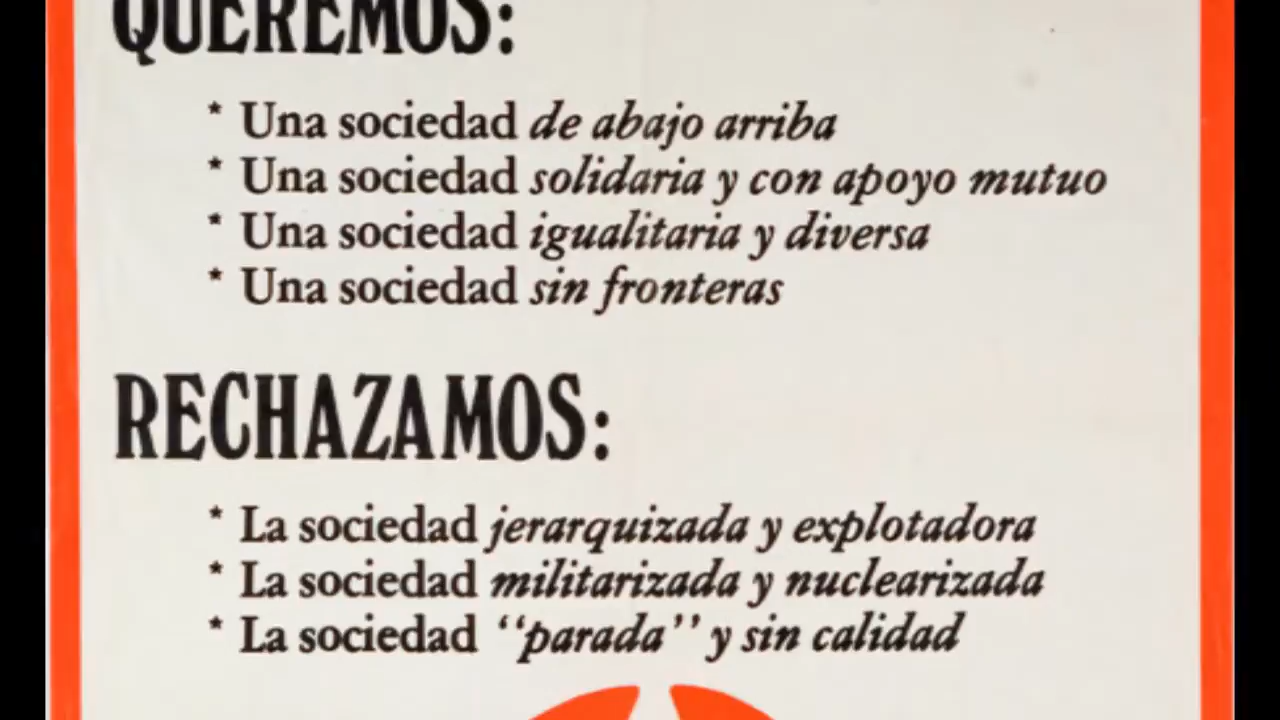 QUEREMOS:
* Una sociedad de abajo arriba
* Una sociedad solidaria y con apoyo mutuo
* Una sociedad igualitaria y diversa
* Una sociedad sin fronteras
RECHAZAMOS:
* La sociedad jerarquizada y explotadora
* La sociedad militarizada y nuclearizada
* La sociedad “parada” y sin calidad